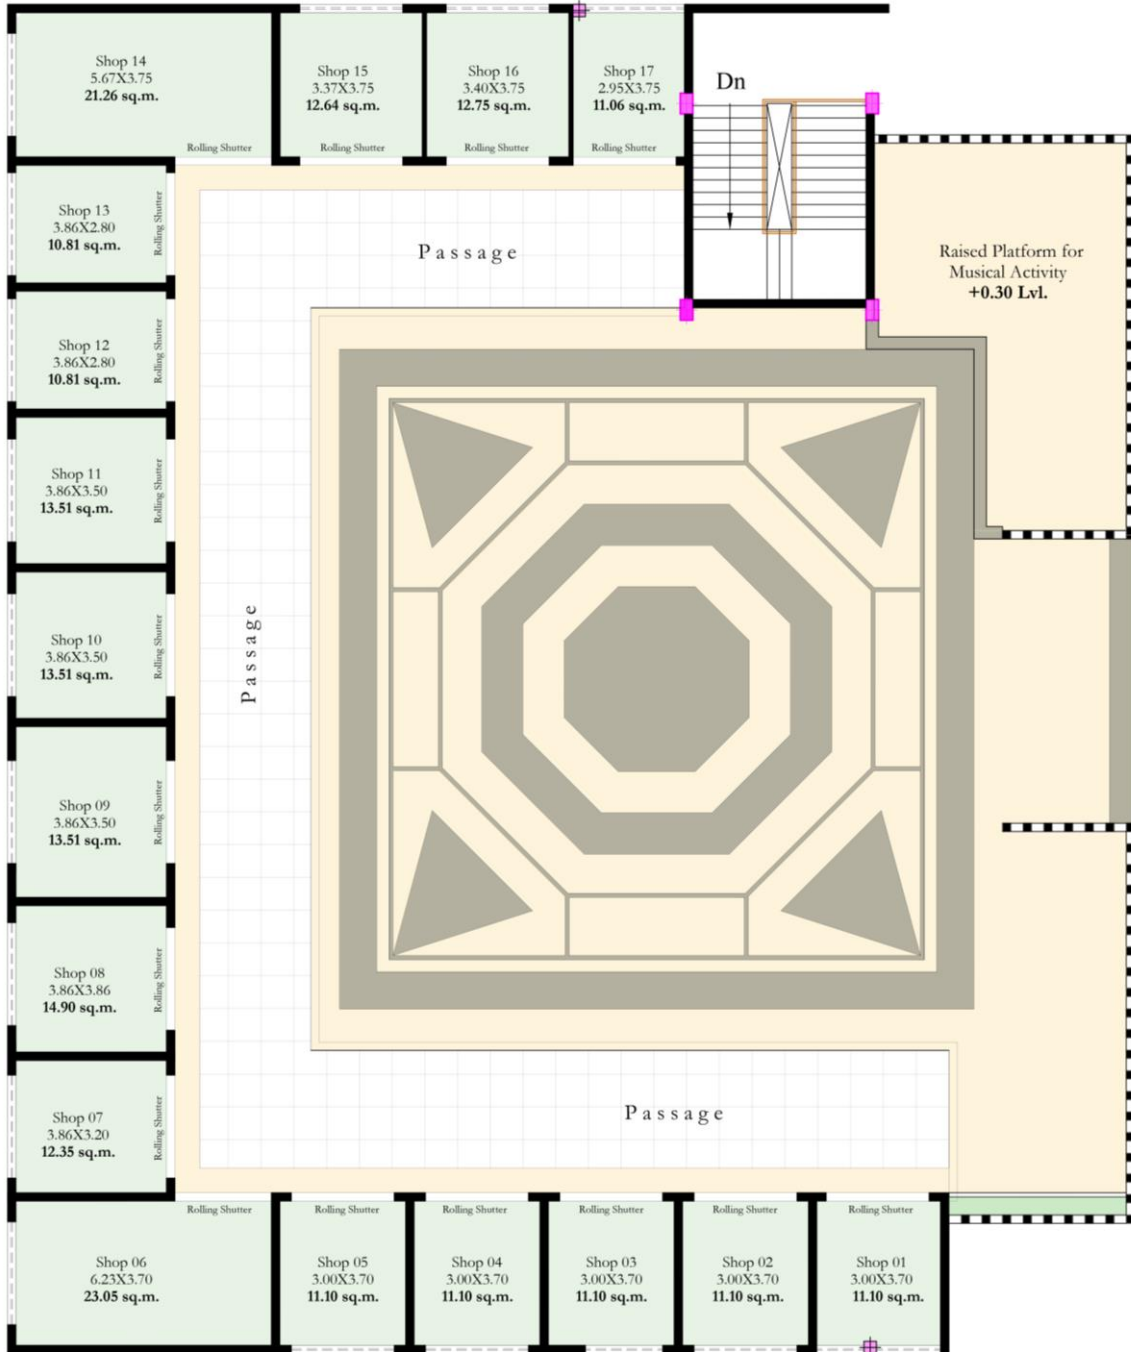 Shop 14
5.67X3.75
21.26 sq.m.
Rolling Shutter
Shop 15
3.37X3.75
12.64 sq.m.
Rolling Shutter
Shop 16
3.40X3.75
12.75 sq.m.
Rolling Shutter
Shop 17
2.95X3.75
11.06 sq.m.
Rolling Shutter
Dn
Raised Platform for
Musical Activity
+0.30 Lvl.
Passage
Shop 13
3.86X2.80
10.81 sq.m.
Rolling Shutter
Shop 12
3.86X2.80
10.81 sq.m.
Rolling Shutter
Shop 11
3.86X3.50
13.51 sq.m.
Rolling Shutter
Shop 10
3.86X3.50
13.51 sq.m.
Rolling Shutter
Passage
Shop 09
3.86X3.50
13.51 sq.m.
Rolling Shutter
Shop 08
3.86X3.86
14.90 sq.m.
Rolling Shutter
Shop 07
3.86X3.20
12.35 sq.m.
Rolling Shutter
Passage
Rolling Shutter
Shop 06
6.23X3.70
23.05 sq.m.
Rolling Shutter
Shop 05
3.00X3.70
11.10 sq.m.
Rolling Shutter
Shop 04
3.00X3.70
11.10 sq.m.
Rolling Shutter
Shop 03
3.00X3.70
11.10 sq.m.
Rolling Shutter
Shop 02
3.00X3.70
11.10 sq.m.
Rolling Shutter
Shop 01
3.00X3.70
11.10 sq.m.